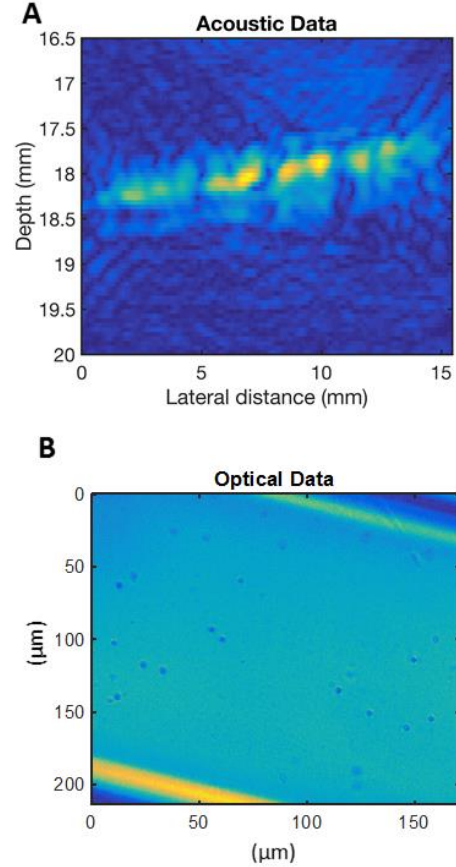 A
Acoustic Data
16.5
17
17.5
18
18.5
19
19.5
20
Depth (mm)
0 5 10 15
Lateral distance (mm)
B
Optical Data
0
50
100
150
200
(μm)
0 50 100 150
(μm)